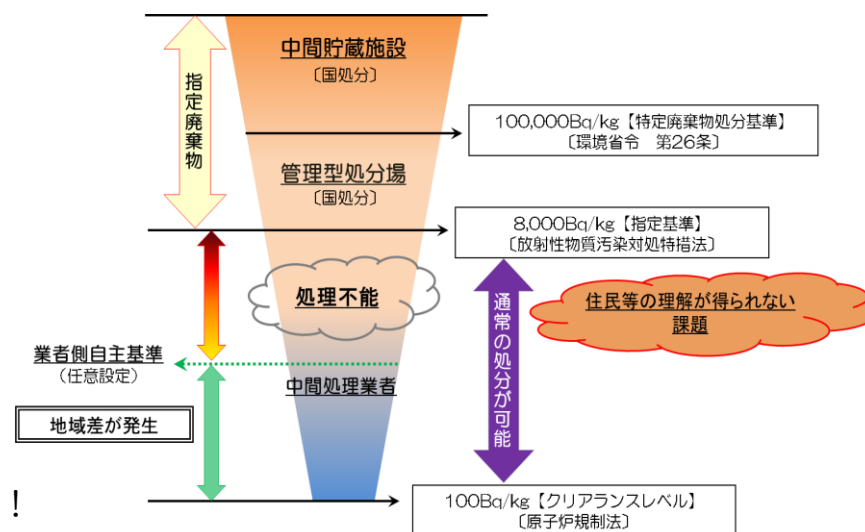 中間貯蔵施設
〔国処分〕
指定廃棄物
100,000Bq/kg【特定廃棄物処分基準】
〔環境省令　第26条〕
管理型処分場
〔国処分〕
8,000Bq/kg【指定基準】
〔放射性物質汚染対処特措法〕
処理不能
住民等の理解が得られない
課題
通常の処分が可能
業者側自主基準
（任意設定）
中間処理業者
地域差が発生
100Bq/kg【クリアランスレベル】
〔原子炉規制法〕
!